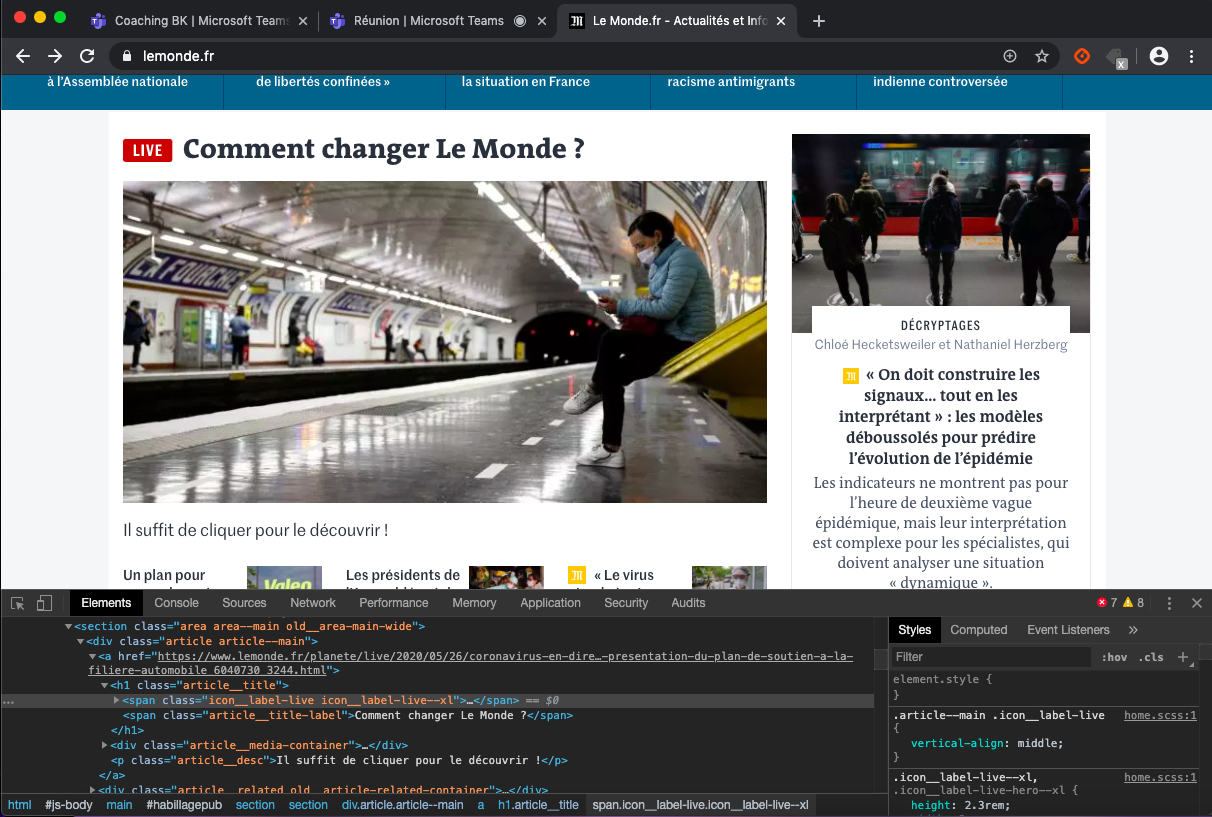 Coaching BK | Microsoft Teams
Réunion | Microsoft Teams
Le Monde.fr - Actualités et Info
lemonde.fr
à l'Assemblée nationale
de libertés confinées »
la situation en France
racisme antimigrants
indienne controversée
LIVE Comment changer Le Monde ?
LA FOURCHE
Il suffit de cliquer pour le découvrir !
DÉCRYPTAGES
Chloé Hecketsweiler et Nathaniel Herzberg
« On doit construire les
signaux… tout en les
interprétant » : les modèles
déboussolés pour prédire
l'évolution de l'épidémie
Les indicateurs ne montrent pas pour
l'heure de deuxième vague
épidémique, mais leur interprétation
est complexe pour les spécialistes, qui
doivent analyser une situation
« dynamique ».
Un plan pour
Valeo
Les présidents de
« Le virus
Elements Console Sources Network Performance Memory Application Security Audits 7 8
<section class="area area--main old__area-main-wide">
<div class="article article--main">
<a href="https://www.lemonde.fr/planete/live/2020/05/26/coronavirus-en-dire…-presentation-du-plan-de-soutien-a-la-
filiere-automobile_6040730_3244.html">
<h1 class="article__title">
<span class="icon__label-live icon__label-live--xl">…</span> == $0
<span class="article__title-label">Comment changer Le Monde ?</span>
</h1>
<div class="article__media-container">…</div>
<p class="article__desc">Il suffit de cliquer pour le découvrir !</p>
</a>
<div class="article__related old__article-related-container">…</div>
html #js-body main #habillagepub section section div.article.article--main a h1.article__title span.icon__label-live.icon__label-live--xl
Styles Computed Event Listeners »
Filter :hov .cls +
element.style {
}
.article--main .icon__label-live home.scss:1
{
vertical-align: middle;
}
.icon__label-live--xl, home.scss:1
.icon__label-live-hero--xl {
height: 2.3rem;